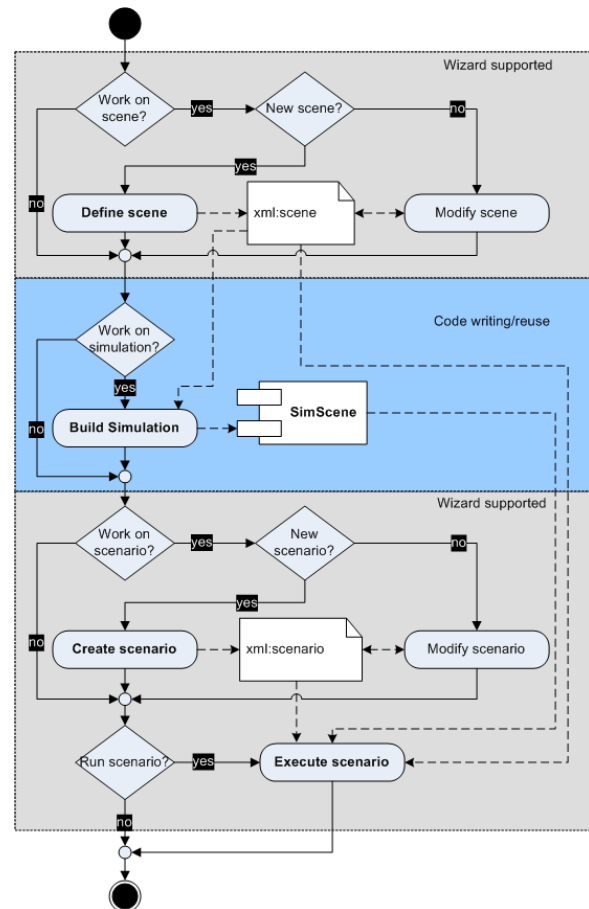 Wizard supported
Work on
scene?
yes
New scene?
no
yes
no
Define scene
xml:scene
Modify scene
Work on
simulation?
Code writing/reuse
yes
no
Build Simulation
SimScene
Wizard supported
Work on
scenario?
yes
New
scenario?
no
yes
no
Create scenario
xml:scenario
Modify scenario
Run scenario?
yes
Execute scenario
no